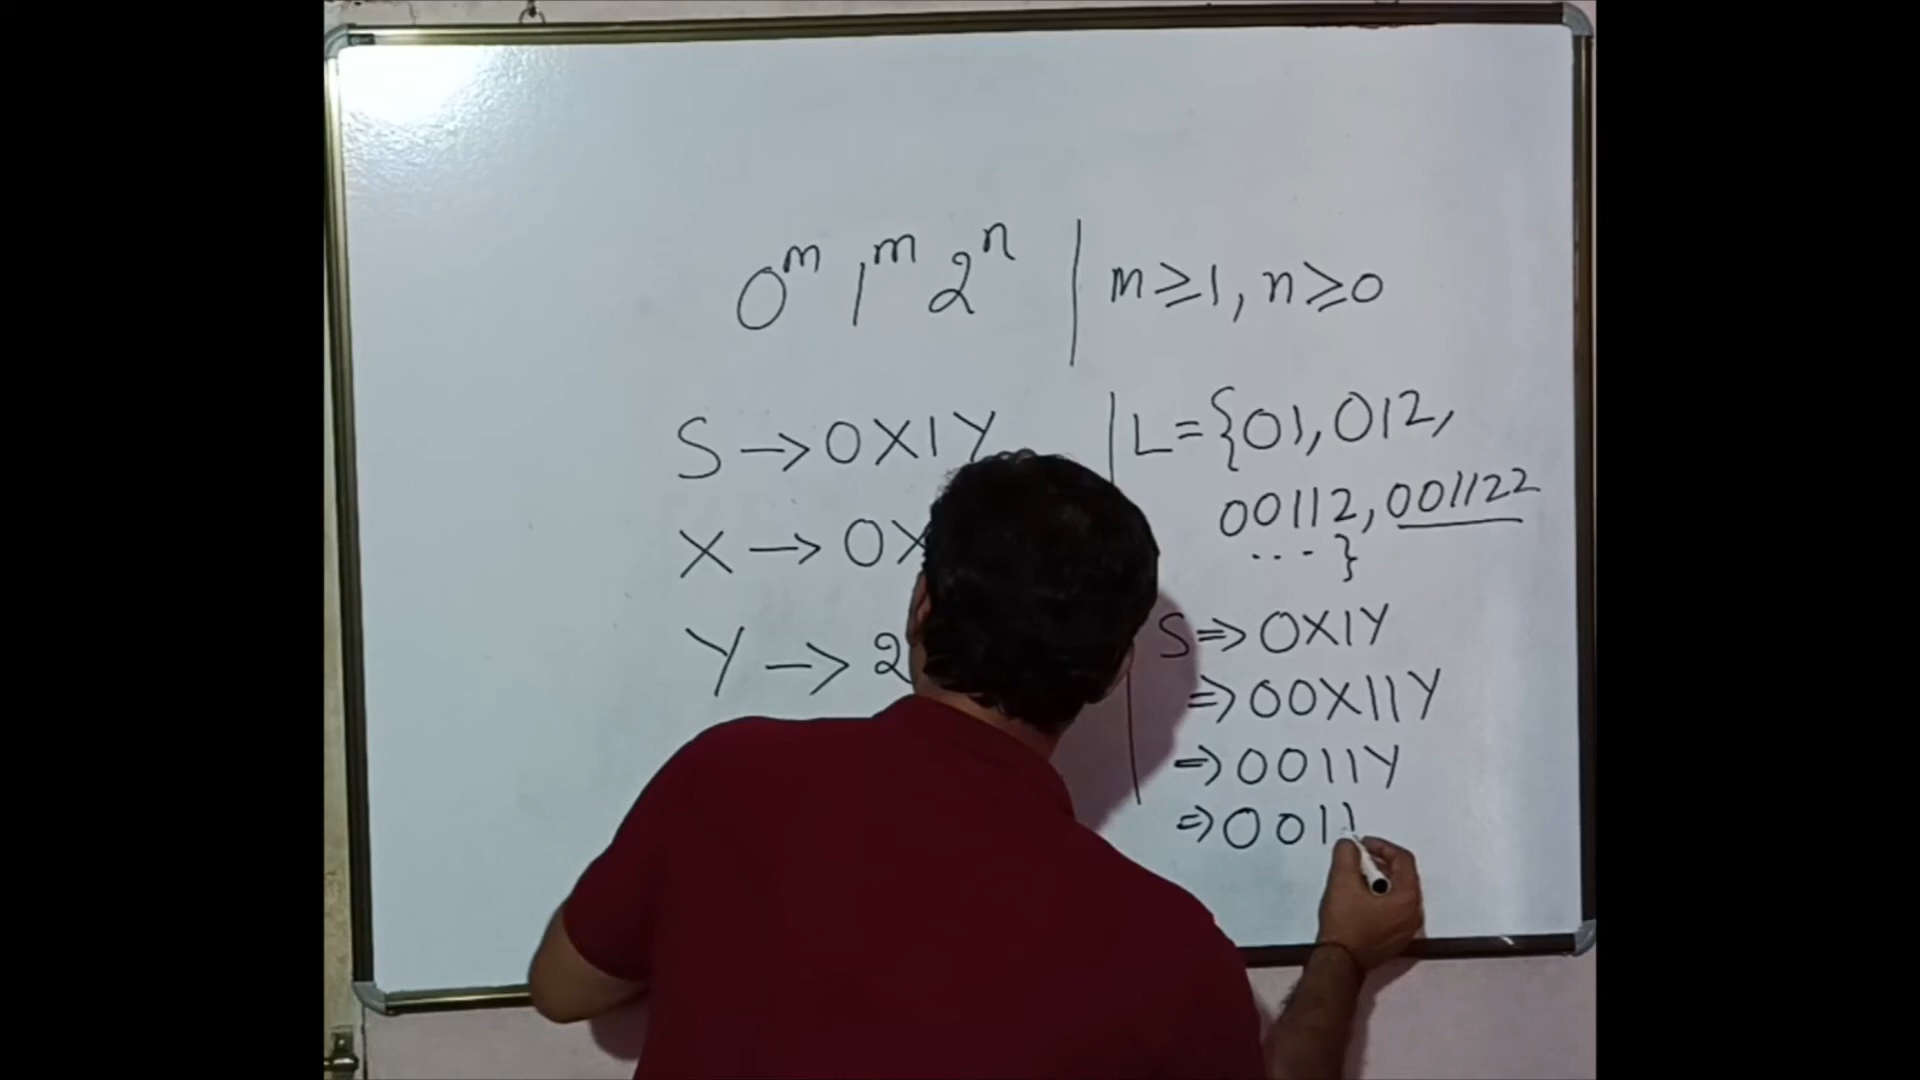 0^m 1^m 2^n | m≥1, n≥0
S → 0X1Y
X → 0X
Y → 2
L = {01, 012,
00112, 001122
... }
S ⇒ 0X1Y
⇒ 00X11Y
⇒ 0011Y
⇒ 0011